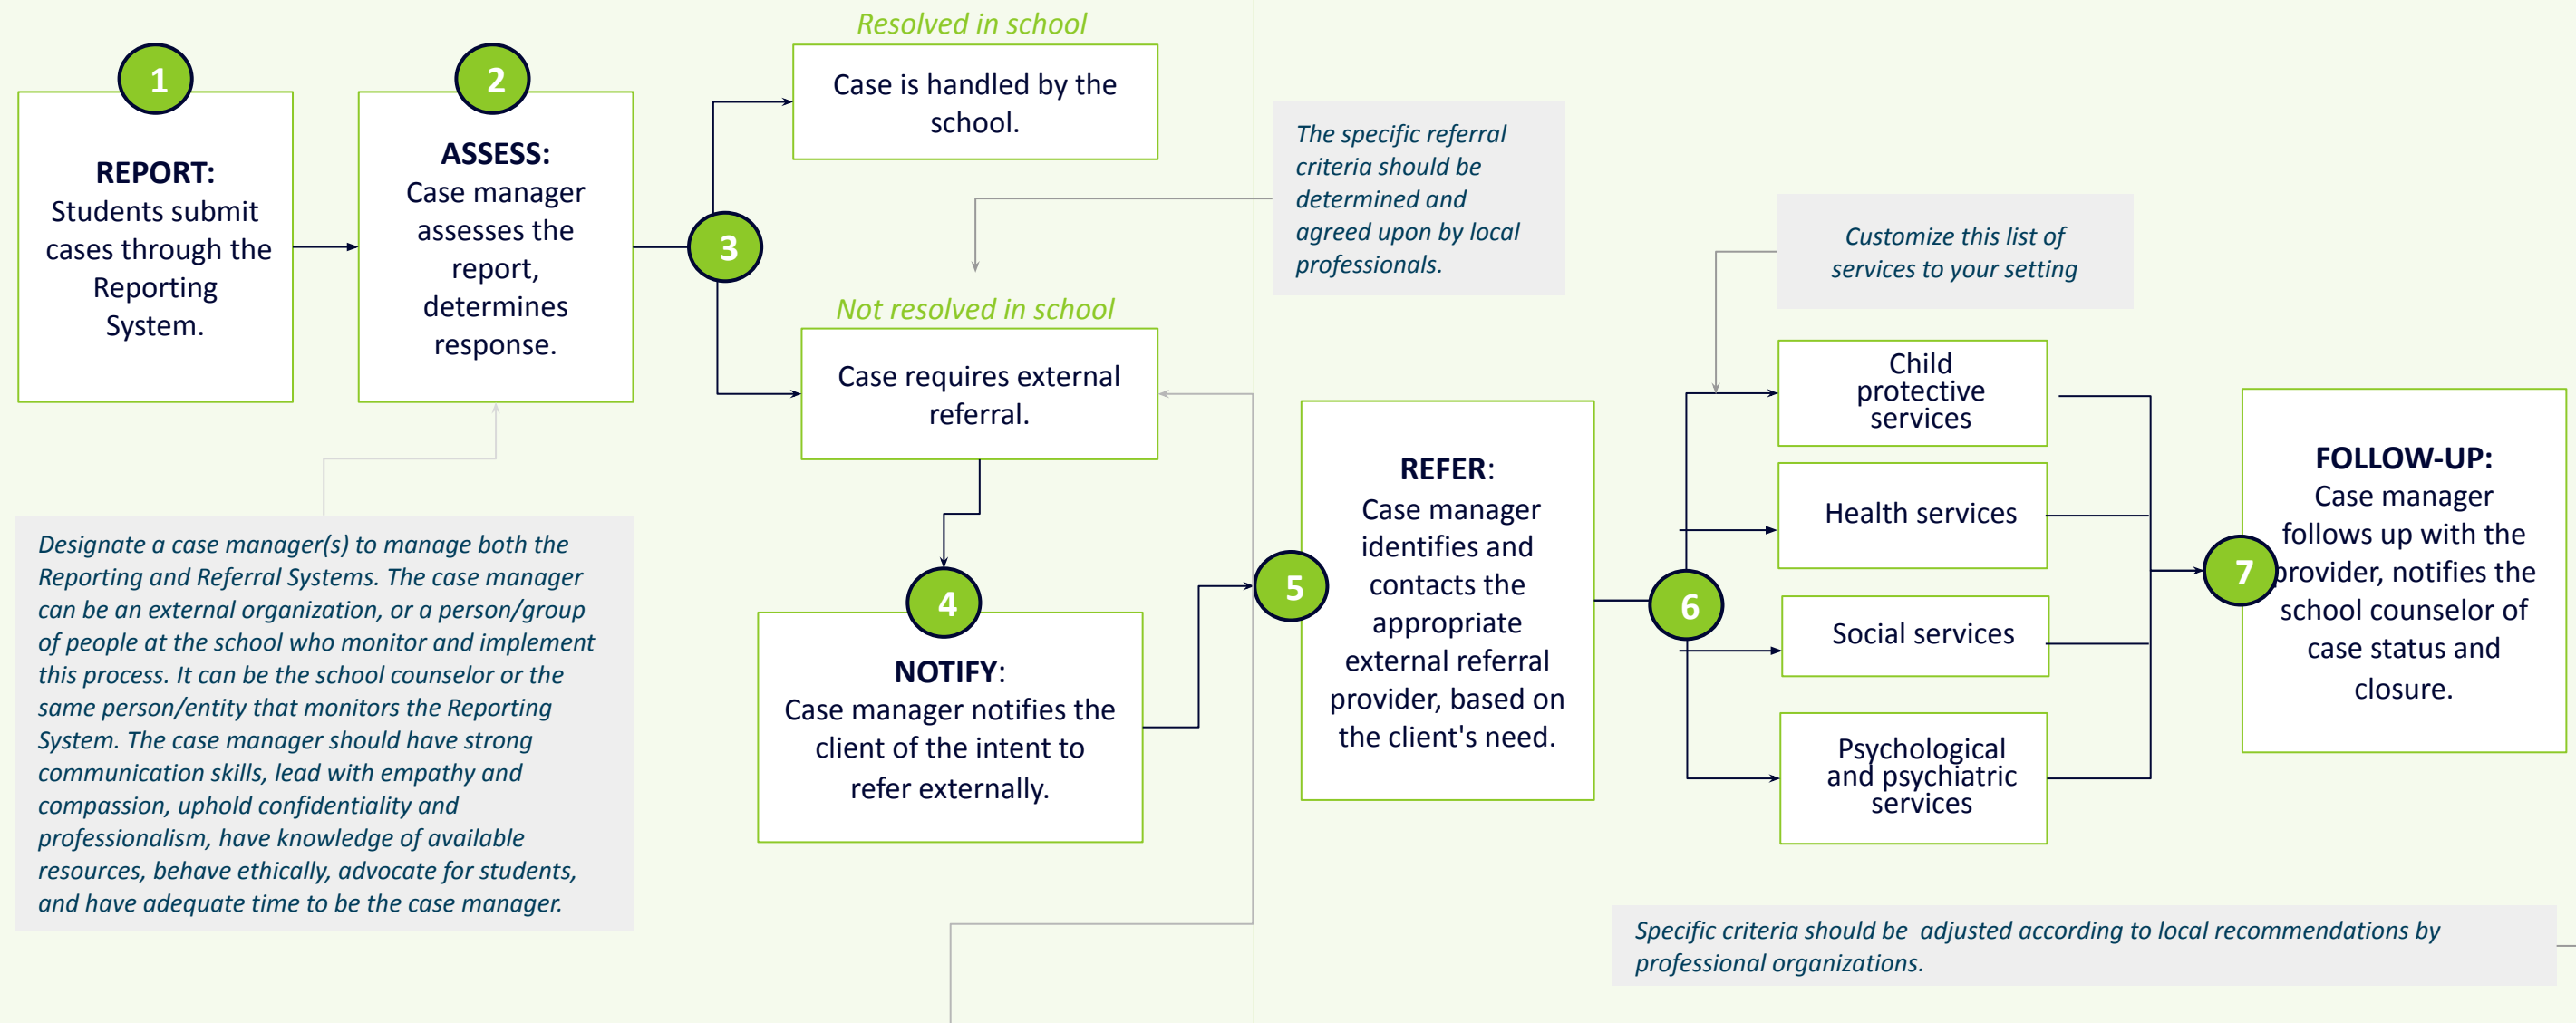 1
REPORT:
Students submit
cases through the
Reporting
System.
2
ASSESS:
Case manager
assesses the
report,
determines
response.
3
Resolved in school
Case is handled by the
school.
The specific referral
criteria should be
determined and
agreed upon by local
professionals.
Not resolved in school
Case requires external
referral.
Designate a case manager(s) to manage both the
Reporting and Referral Systems. The case manager
can be an external organization, or a person/group
of people at the school who monitor and implement
this process. It can be the school counselor or the
same person/entity that monitors the Reporting
System. The case manager should have strong
communication skills, lead with empathy and
compassion, uphold confidentiality and
professionalism, have knowledge of available
resources, behave ethically, advocate for students,
and have adequate time to be the case manager.
4
NOTIFY:
Case manager notifies the
client of the intent to
refer externally.
5
REFER:
Case manager
identifies and
contacts the
appropriate
external referral
provider, based on
the client's need.
6
Customize this list of
services to your setting
Child
protective
services
Health services
Social services
Psychological
and psychiatric
services
7
FOLLOW-UP:
Case manager
follows up with the
provider, notifies the
school counselor of
case status and
closure.
Specific criteria should be  adjusted according to local recommendations by
professional organizations.